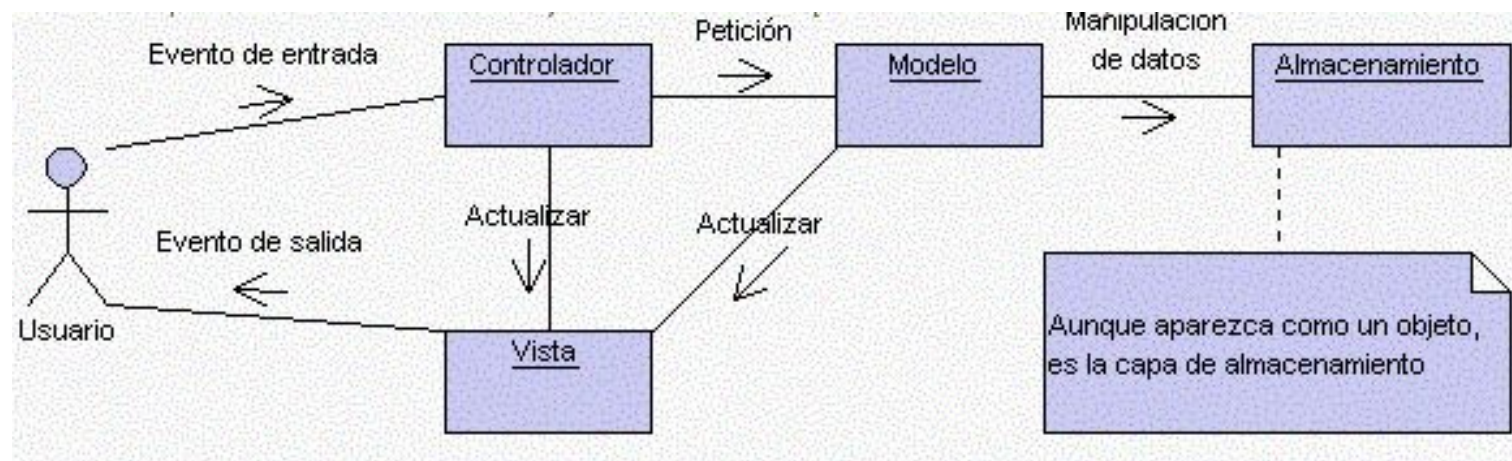 Evento de entrada
Controlador
Petición
Modelo
Manipulación
de datos
Almacenamiento
Actualizar
Actualizar
Evento de salida
Usuario
Vista
Aunque aparezca como un objeto,
es la capa de almacenamiento